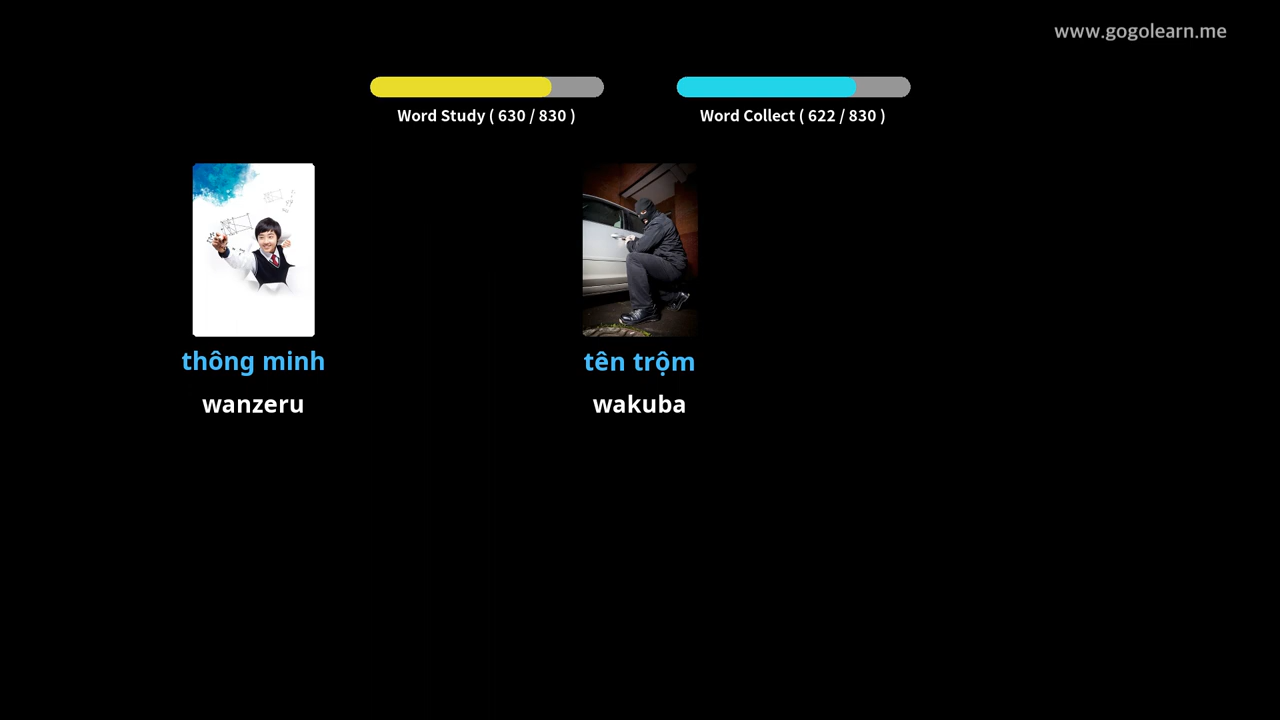 www.gogolearn.me
Word Study ( 630 / 830 )
Word Collect ( 622 / 830 )
thông minh
wanzeru
tên trộm
wakuba